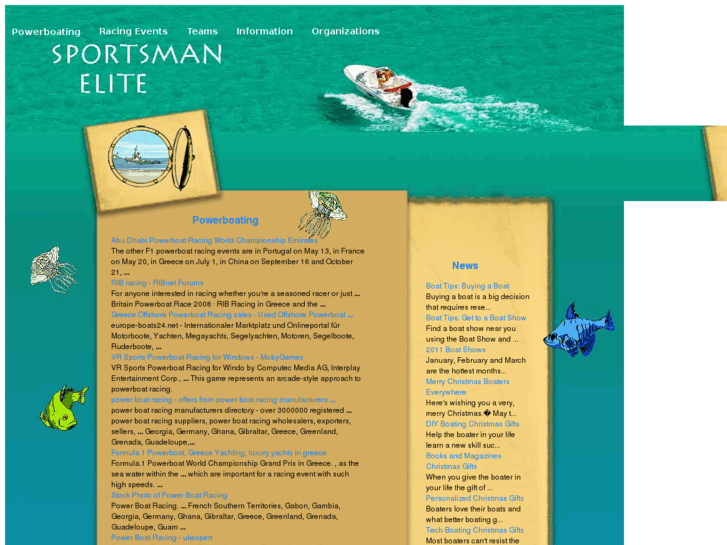 Powerboating
Racing Events
Teams
Information
Organizations
SPORTSMAN
ELITE
Powerboating
Abu Dhabi Powerboat Racing World Championship Emirates
The other F1 powerboat racing events are in Portugal on May 13, in France
on May 20, in Greece on July 1, in China on September 16 and October
21, ...
RIB racing - RIBnet Forums
For anyone interested in racing whether you're a seasoned racer or just ...
Britain Powerboat Race 2008 · RIB Racing in Greece and the ...
Greece Offshore Powerboat Racing sales - Used Offshore Powerboat ...
europe-boats24.net - Internationaler Marktplatz und Onlineportal für
Motorboote, Yachten, Megayachts, Segelyachten, Motoren, Segelboote,
Ruderboote, ...
VR Sports Powerboat Racing for Windows - MobyGames
VR Sports Powerboat Racing for Windo by Computec Media AG, Interplay
Entertainment Corp., ... This game represents an arcade-style approach to
powerboat racing.
power boat racing - offers from power boat racing manufacturers ...
power boat racing manufacturers directory - over 3000000 registered ...
power boat racing suppliers, power boat racing wholesalers, exporters,
sellers, ... Georgia, Germany, Ghana, Gibraltar, Greece, Greenland,
Grenada, Guadeloupe,...
Formula 1 Powerboat, Greece Yachting, luxury yachts in greece
Formula.1 Powerboat World Championship Grand Prix in Greece. , as the
sea water within the ... which are important for a racing event with such
high speeds. ...
Stock Photo of Power Boat Racing
Power Boat Racing. ... French Southern Territories, Gabon, Gambia,
Georgia, Germany, Ghana, Gibraltar, Greece, Greenland, Grenada,
Guadeloupe, Guam ...
Power Boat Racing - ukexpert
News
Boat Tips: Buying a Boat
Buying a boat is a big decision
that requires rese...
Boat Tips: Get to a Boat Show
Find a boat show near you
using the Boat Show and ...
2011 Boat Shows
January, February and March
are the hottest months...
Merry Christmas Boaters
Everywhere
Here's wishing you a very,
merry Christmas.� May t...
DIY Boating Christmas Gifts
Help the boater in your life
learn a new skill suc...
Books and Magazines
Christmas Gifts
When you give the boater in
your life the gift of ...
Personalized Christmas Gifts
Boaters love their boats and
what better boating g...
Tech Boating Christmas Gifts
Most boaters can't resist the